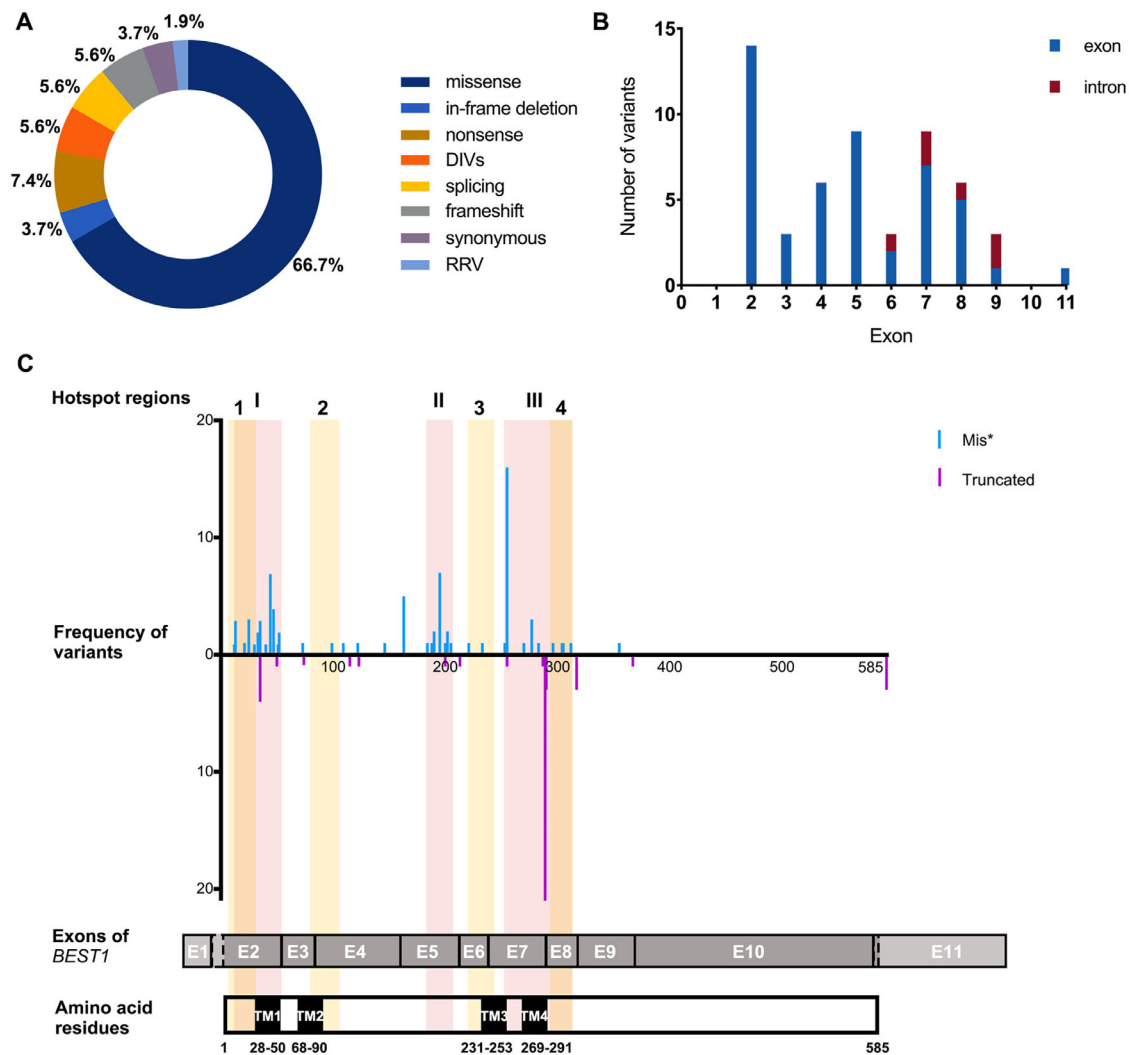 A
3.7%
1.9%
5.6%
5.6%
5.6%
7.4%
3.7%
66.7%
missense
in-frame deletion
nonsense
DIVs
splicing
frameshift
synonymous
RRV
B
Number of variants
15
10
5
0
0 1 2 3 4 5 6 7 8 9 10 11
Exon
exon
intron
C
Hotspot regions
1 I 2 II 3 III 4
Frequency of variants
20
10
0
10
20
100 200 300 400 500 585
Mis*
Truncated
Exons of
BEST1
E1 E2 E3 E4 E5 E6 E7 E8 E9 E10 E11
Amino acid
residues
TM1 TM2 TM3 TM4
1 28-50 68-90 231-253 269-291 585